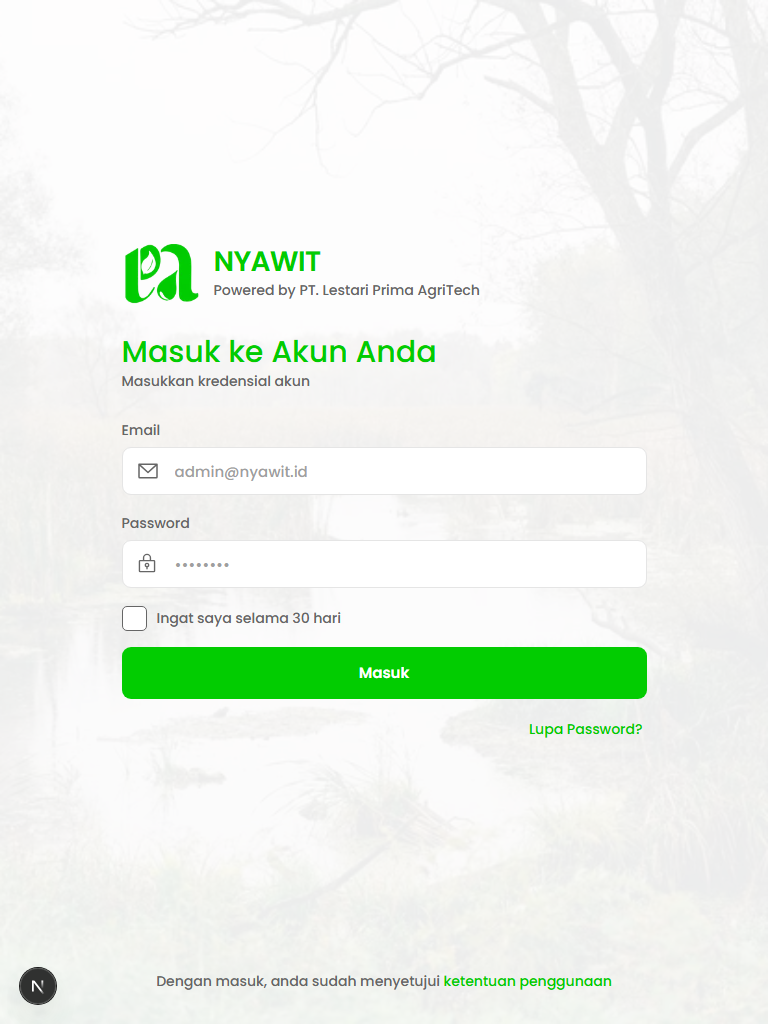 NYAWIT
Powered by PT. Lestari Prima AgriTech
Masuk ke Akun Anda
Masukkan kredensial akun
Email
admin@nyawit.id
Password
••••••••
Ingat saya selama 30 hari
Masuk
Lupa Password?
Dengan masuk, anda sudah menyetujui ketentuan penggunaan
N